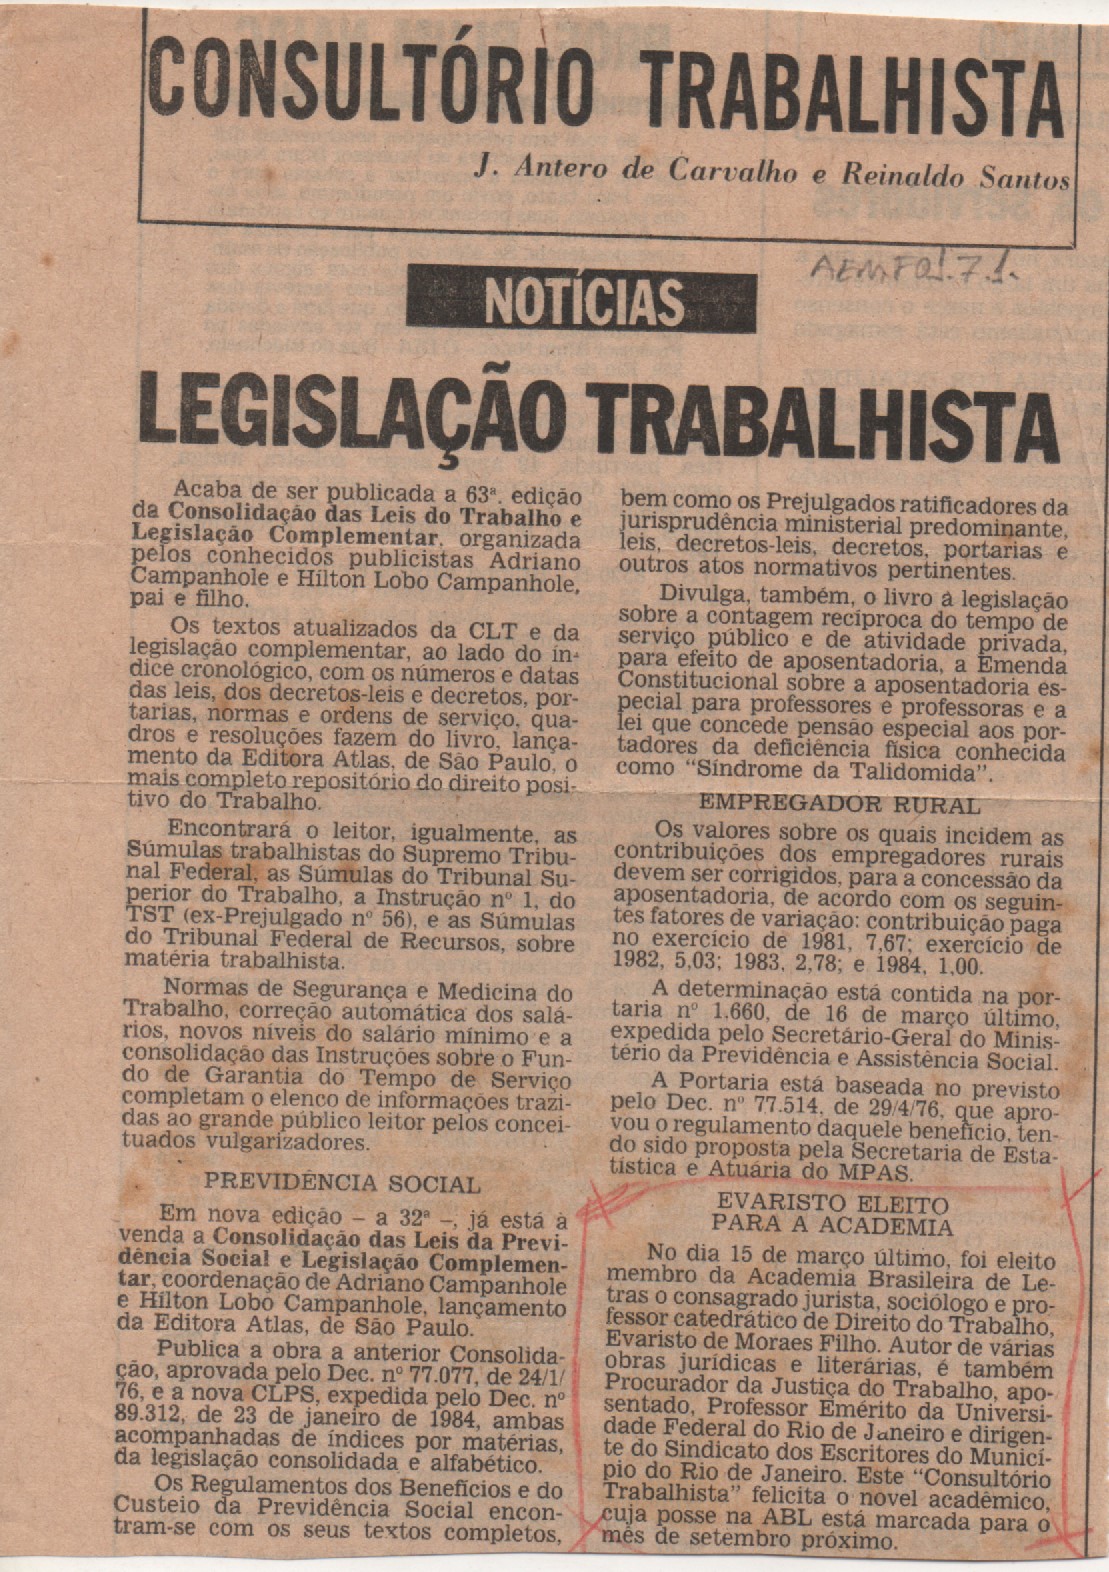 CONSULTÓRIO TRABALHISTA
J. Antero de Carvalho e Reinaldo Santos
NOTÍCIAS
LEGISLAÇÃO TRABALHISTA
Acaba de ser publicada a 63ª. edição
da Consolidação das Leis do Trabalho e
Legislação Complementar, organizada
pelos conhecidos publicistas Adriano
Campanhole e Hílton Lobo Campanhole,
pai e filho.
Os textos atualizados da CLT e da
legislação complementar, ao lado do ín-
dice cronológico, com os números e datas
das leis, dos decretos-leis e decretos, por-
tarias, normas e ordens de serviço, qua-
dros e resoluções fazem do livro, lança-
mento da Editora Atlas, de São Paulo, o
mais completo repositório do direito posi-
tivo do Trabalho.
Encontrará o leitor, igualmente, as
Súmulas trabalhistas do Supremo Tribu-
nal Federal, as Súmulas do Tribunal Su-
perior do Trabalho, a Instrução nº 1, do
TST (ex-Prejulgado nº 56), e as Súmulas
do Tribunal Federal de Recursos, sobre
matéria trabalhista.
Normas de Segurança e Medicina do
Trabalho, correção automática dos salá-
rios, novos níveis do salário mínimo e a
consolidação das Instruções sobre o Fun-
do de Garantia do Tempo de Serviço
completam o elenco de informações trazi-
das ao grande público leitor pelos concei-
tuados vulgarizadores.
PREVIDÊNCIA SOCIAL
Em nova edição – a 32ª –, já está à
venda a Consolidação das Leis da Previ-
dência Social e Legislação Complemen-
tar, coordenação de Adriano Campanhole
e Hílton Lobo Campanhole, lançamento
da Editora Atlas, de São Paulo.
Publica a obra a anterior Consolida-
ção, aprovada pelo Dec. nº 77.077, de 24/1/
76, e a nova CLPS, expedida pelo Dec. nº
89.312, de 23 de janeiro de 1984, ambas
acompanhadas de índices por matérias,
da legislação consolidada e alfabético.
Os Regulamentos dos Benefícios e do
Custeio da Previdência Social encon-
tram-se com os seus textos completos,
bem como os Prejulgados ratificadores da
jurisprudência ministerial predominante,
leis, decretos-leis, decretos, portarias e
outros atos normativos pertinentes.
Divulga, também, o livro a legislação
sobre a contagem recíproca do tempo de
serviço público e de atividade privada,
para efeito de aposentadoria, a Emenda
Constitucional sobre a aposentadoria es-
pecial para professores e professoras e a
lei que concede pensão especial aos por-
tadores da deficiência física conhecida
como "Síndrome da Talidomida".
EMPREGADOR RURAL
Os valores sobre os quais incidem as
contribuições dos empregadores rurais
devem ser corrigidos, para a concessão da
aposentadoria, de acordo com os seguin-
tes fatores de variação: contribuição paga
no exercício de 1981, 7,67; exercício de
1982, 5,03; 1983, 2,78; e 1984, 1,00.
A determinação está contida na por-
taria nº 1.660, de 16 de março último,
expedida pelo Secretário-Geral do Minis-
tério da Previdência e Assistência Social.
A Portaria está baseada no previsto
pelo Dec. nº 77.514, de 29/4/76, que apro-
vou o regulamento daquele benefício, ten-
do sido proposta pela Secretaria de Esta-
tística e Atuária do MPAS.
EVARISTO ELEITO
PARA A ACADEMIA
No dia 15 de março último, foi eleito
membro da Academia Brasileira de Le-
tras o consagrado jurista, sociólogo e pro-
fessor catedrático de Direito do Trabalho,
Evaristo de Moraes Filho. Autor de várias
obras jurídicas e literárias, é também
Procurador da Justiça do Trabalho, apo-
sentado, Professor Emérito da Universi-
dade Federal do Rio de Janeiro e dirigen-
te do Sindicato dos Escritores do Municí-
pio do Rio de Janeiro. Este "Consultório
Trabalhista" felicita o novel acadêmico,
cuja posse na ABL está marcada para o
mês de setembro próximo.